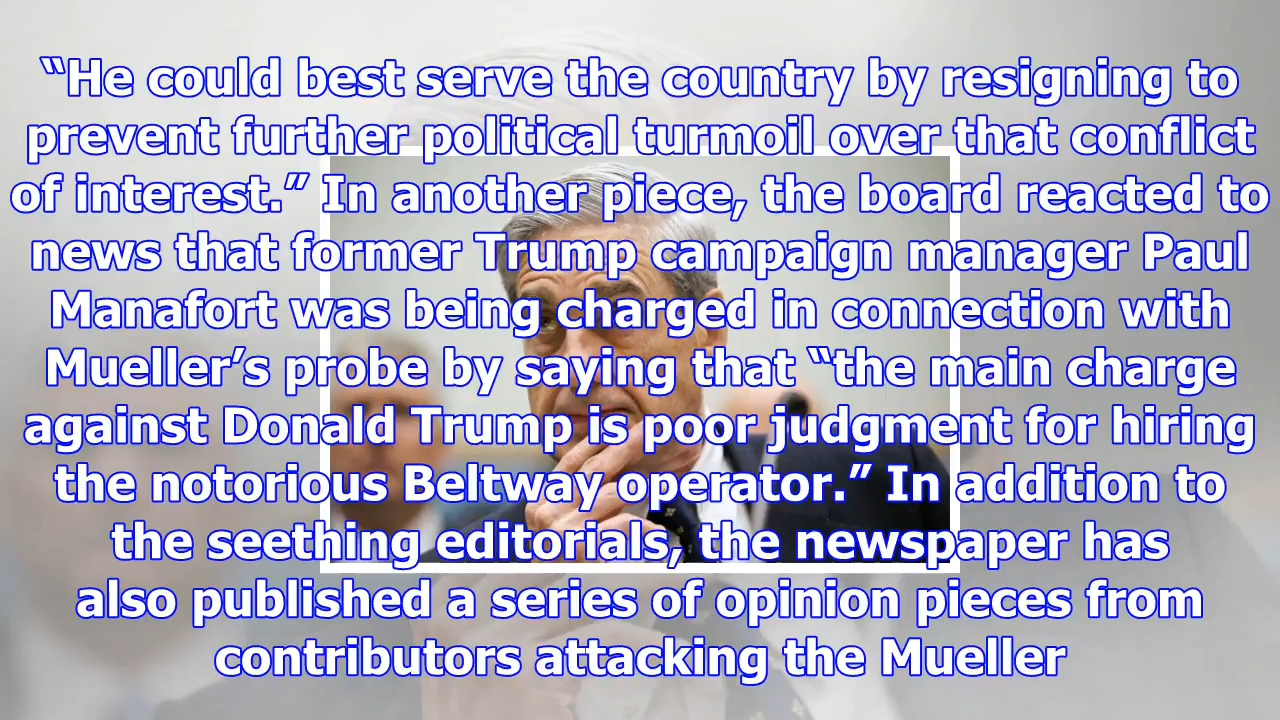 “He could best serve the country by resigning to
prevent further political turmoil over that conflict
of interest.” In another piece, the board reacted to
news that former Trump campaign manager Paul
Manafort was being charged in connection with
Mueller’s probe by saying that “the main charge
against Donald Trump is poor judgment for hiring
the notorious Beltway operator.” In addition to
the seething editorials, the newspaper has
also published a series of opinion pieces from
contributors attacking the Mueller